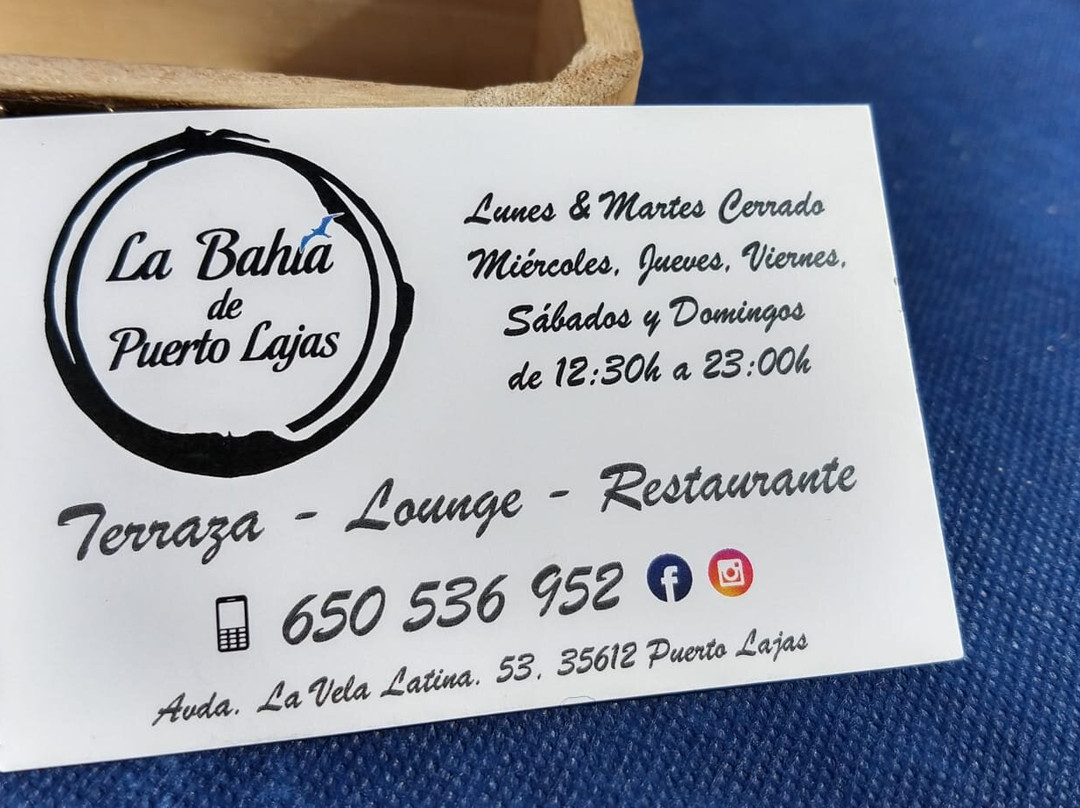 La Bahía
de
Puerto Lajas
Lunes & Martes Cerrado
Miércoles, Jueves, Viernes,
Sábados y Domingos
de 12:30h a 23:00h
Terraza - Lounge - Restaurante
650 536 952
Avda. La Vela Latina, 53, 35612 Puerto Lajas